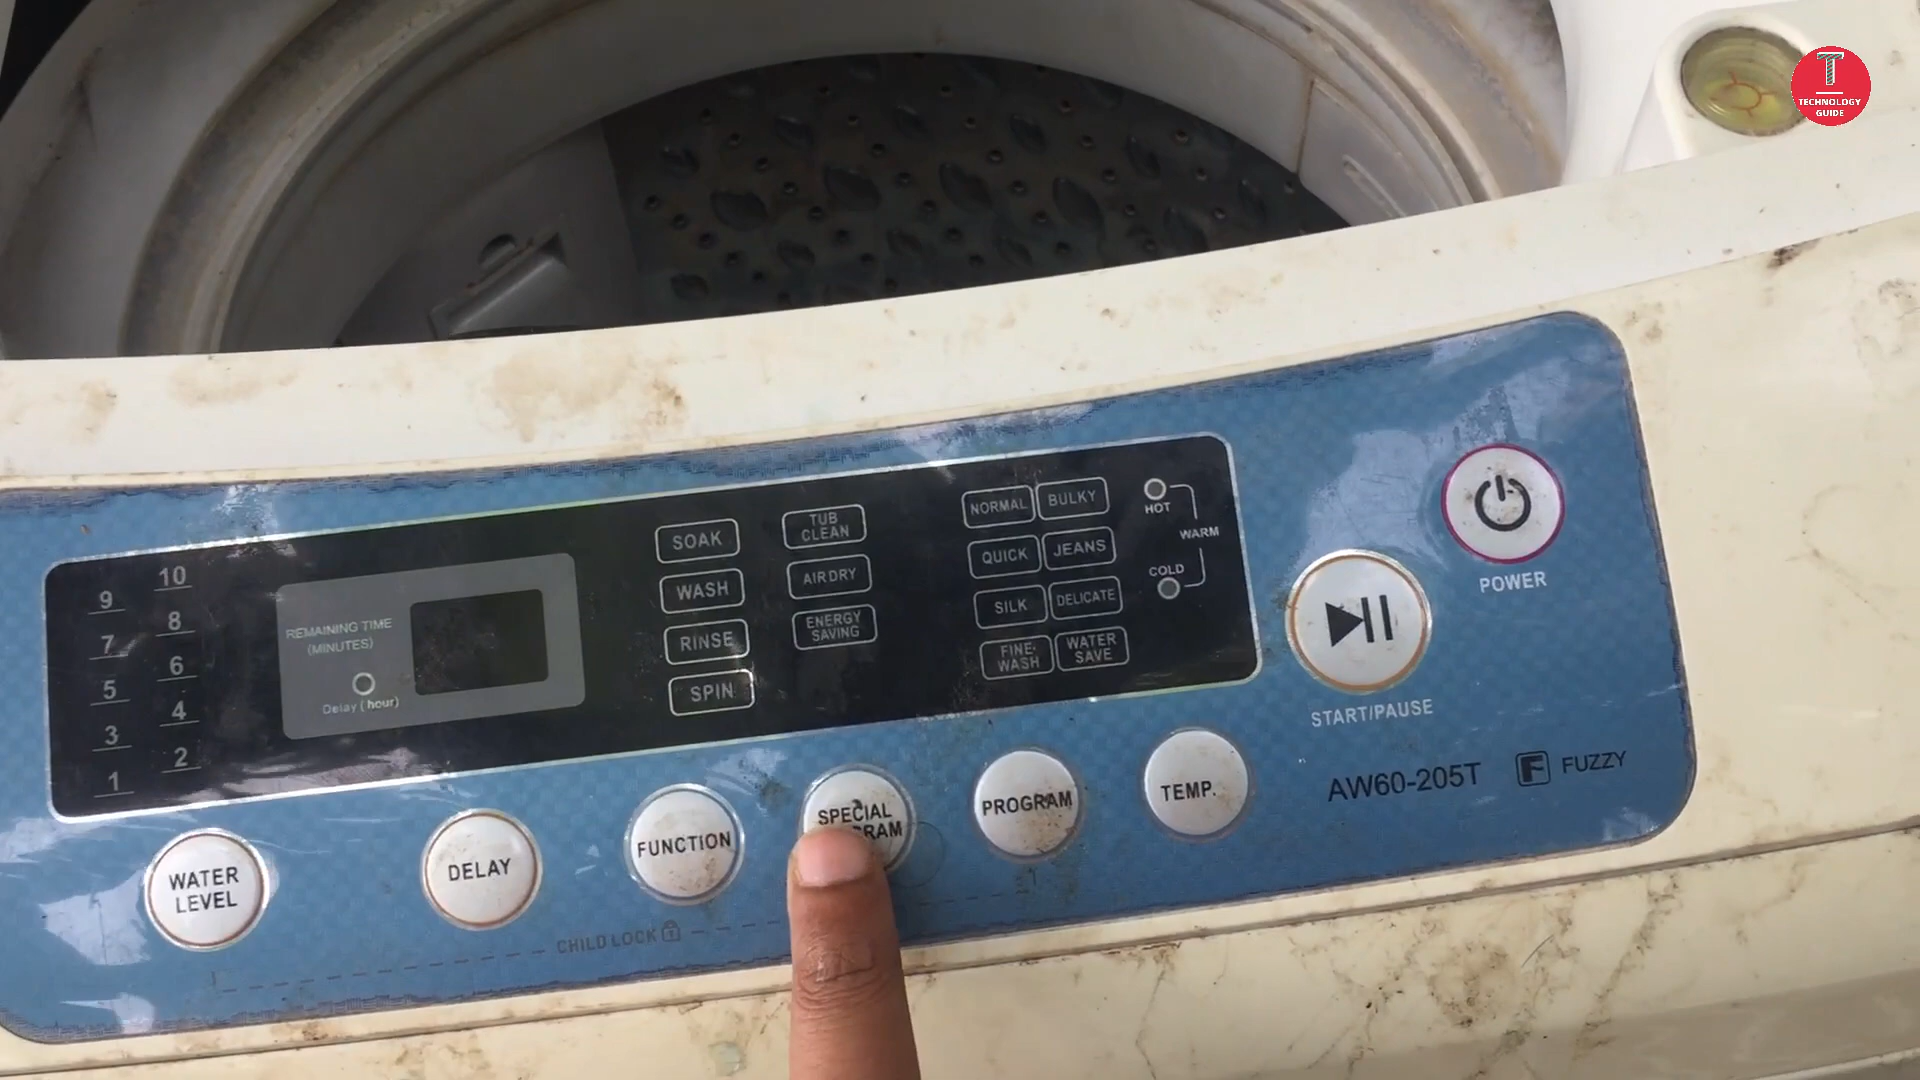 T
TECHNOLOGY
GUIDE
10
9
8
7
6
5
4
3
2
1
REMAINING TIME
(MINUTES)
Delay ( hour)
SOAK
WASH
RINSE
SPIN
TUB
CLEAN
AIR DRY
ENERGY
SAVING
NORMAL
BULKY
QUICK
JEANS
SILK
DELICATE
FINE
WASH
WATER
SAVE
HOT
WARM
COLD
POWER
START/PAUSE
AW60-205T
F FUZZY
WATER
LEVEL
DELAY
FUNCTION
SPECIAL
PROGRAM
TEMP.
CHILD LOCK